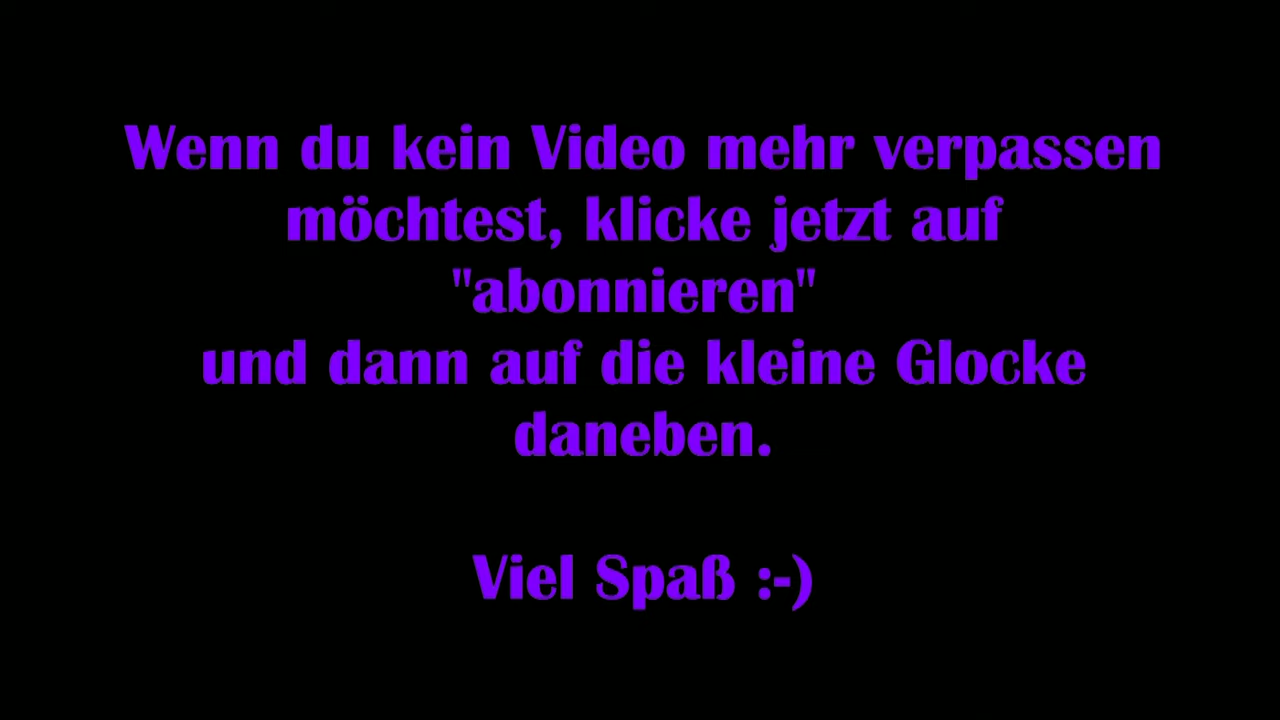 Wenn du kein Video mehr verpassen
möchtest, klicke jetzt auf
"abonnieren"
und dann auf die kleine Glocke
daneben.
Viel Spaß :-)